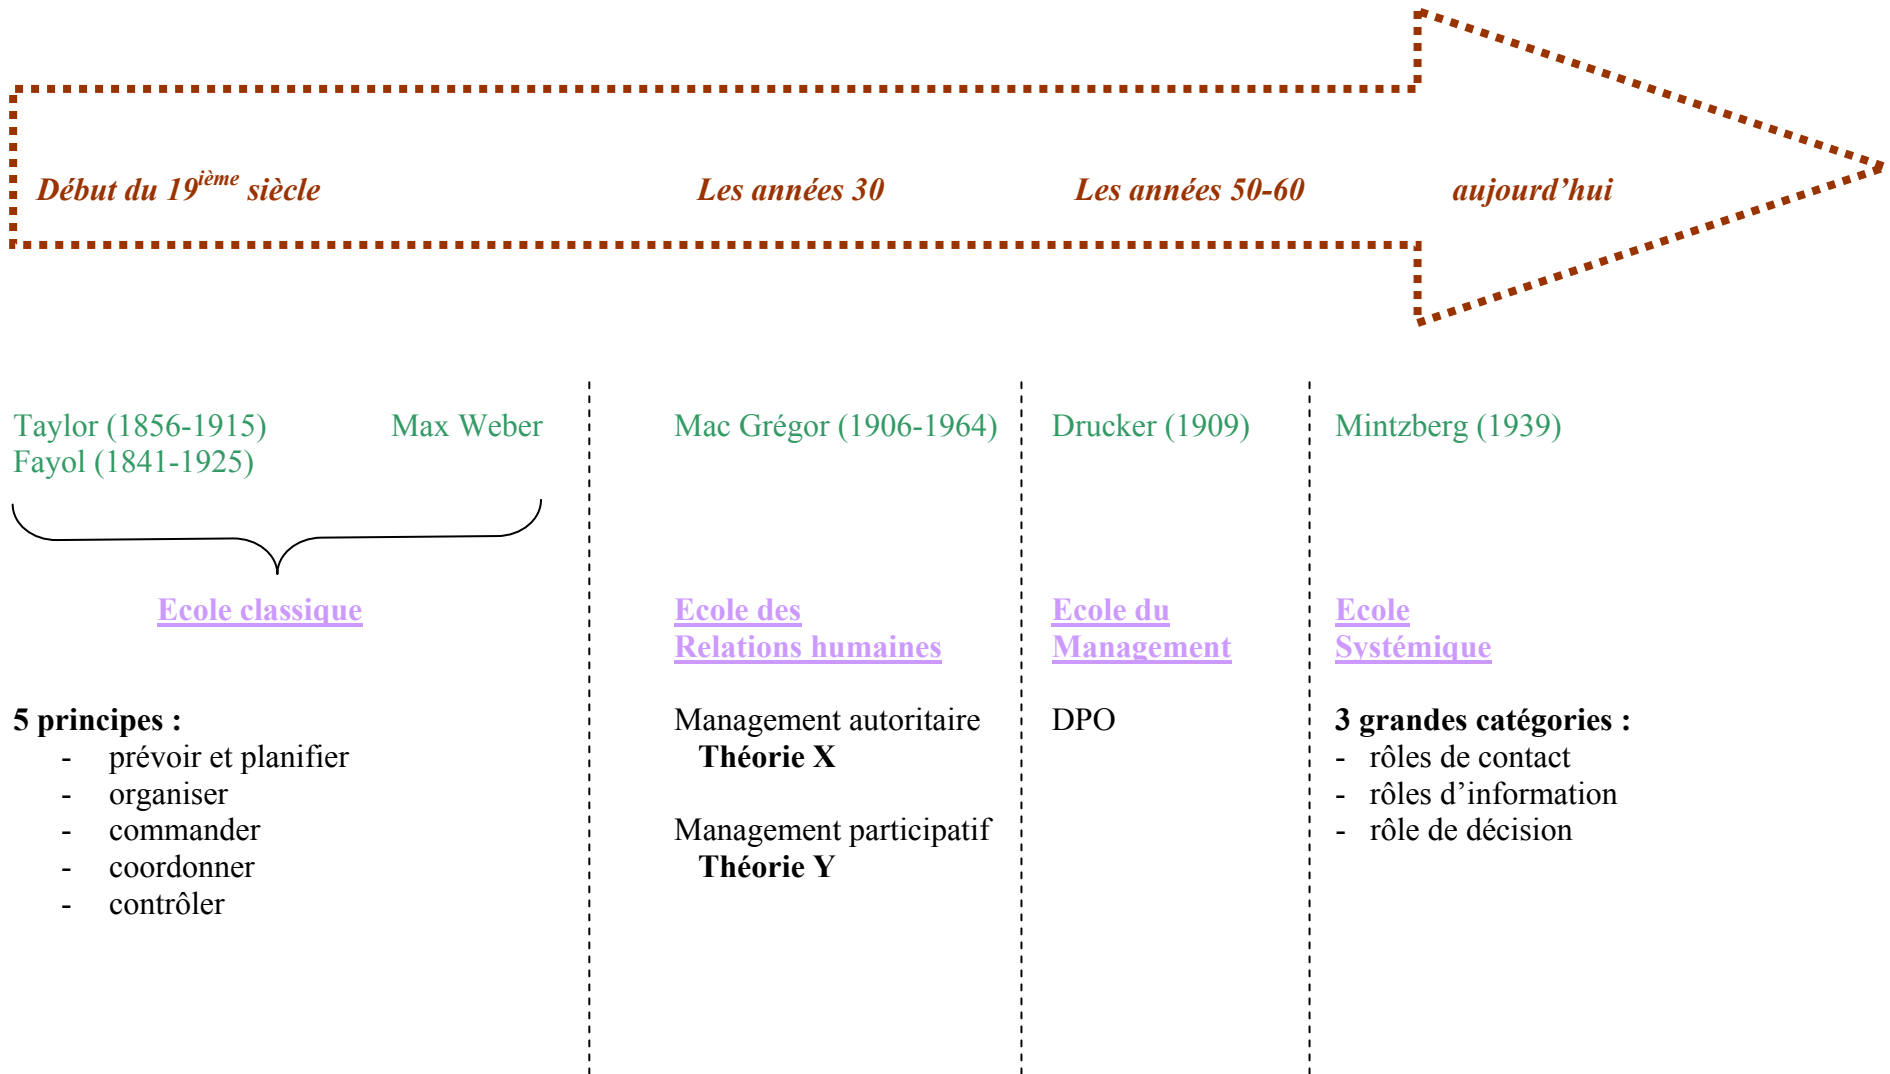 Début du 19ième siècle
Les années 30
Les années 50-60
aujourd’hui
Taylor (1856-1915)
Fayol (1841-1925)
Max Weber
Ecole classique
5 principes :
- prévoir et planifier
- organiser
- commander
- coordonner
- contrôler
Mac Grégor (1906-1964)
Ecole des
Relations humaines
Management autoritaire
Théorie X
Management participatif
Théorie Y
Drucker (1909)
Ecole du
Management
DPO
Mintzberg (1939)
Ecole
Systémique
3 grandes catégories :
- rôles de contact
- rôles d’information
- rôle de décision